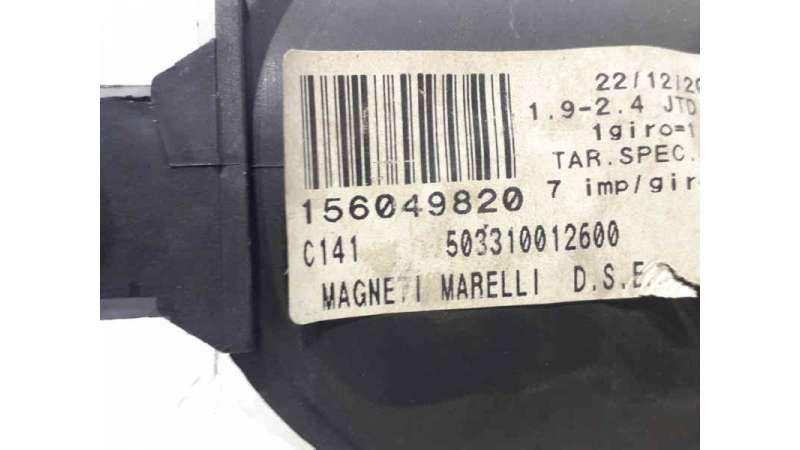 22/12/20
1.9-2.4 JTD
1giro=1
TAR.SPEC.
7 imp/gir
156049820
C141 503310012600
MAGNETI MARELLI D.S.E.